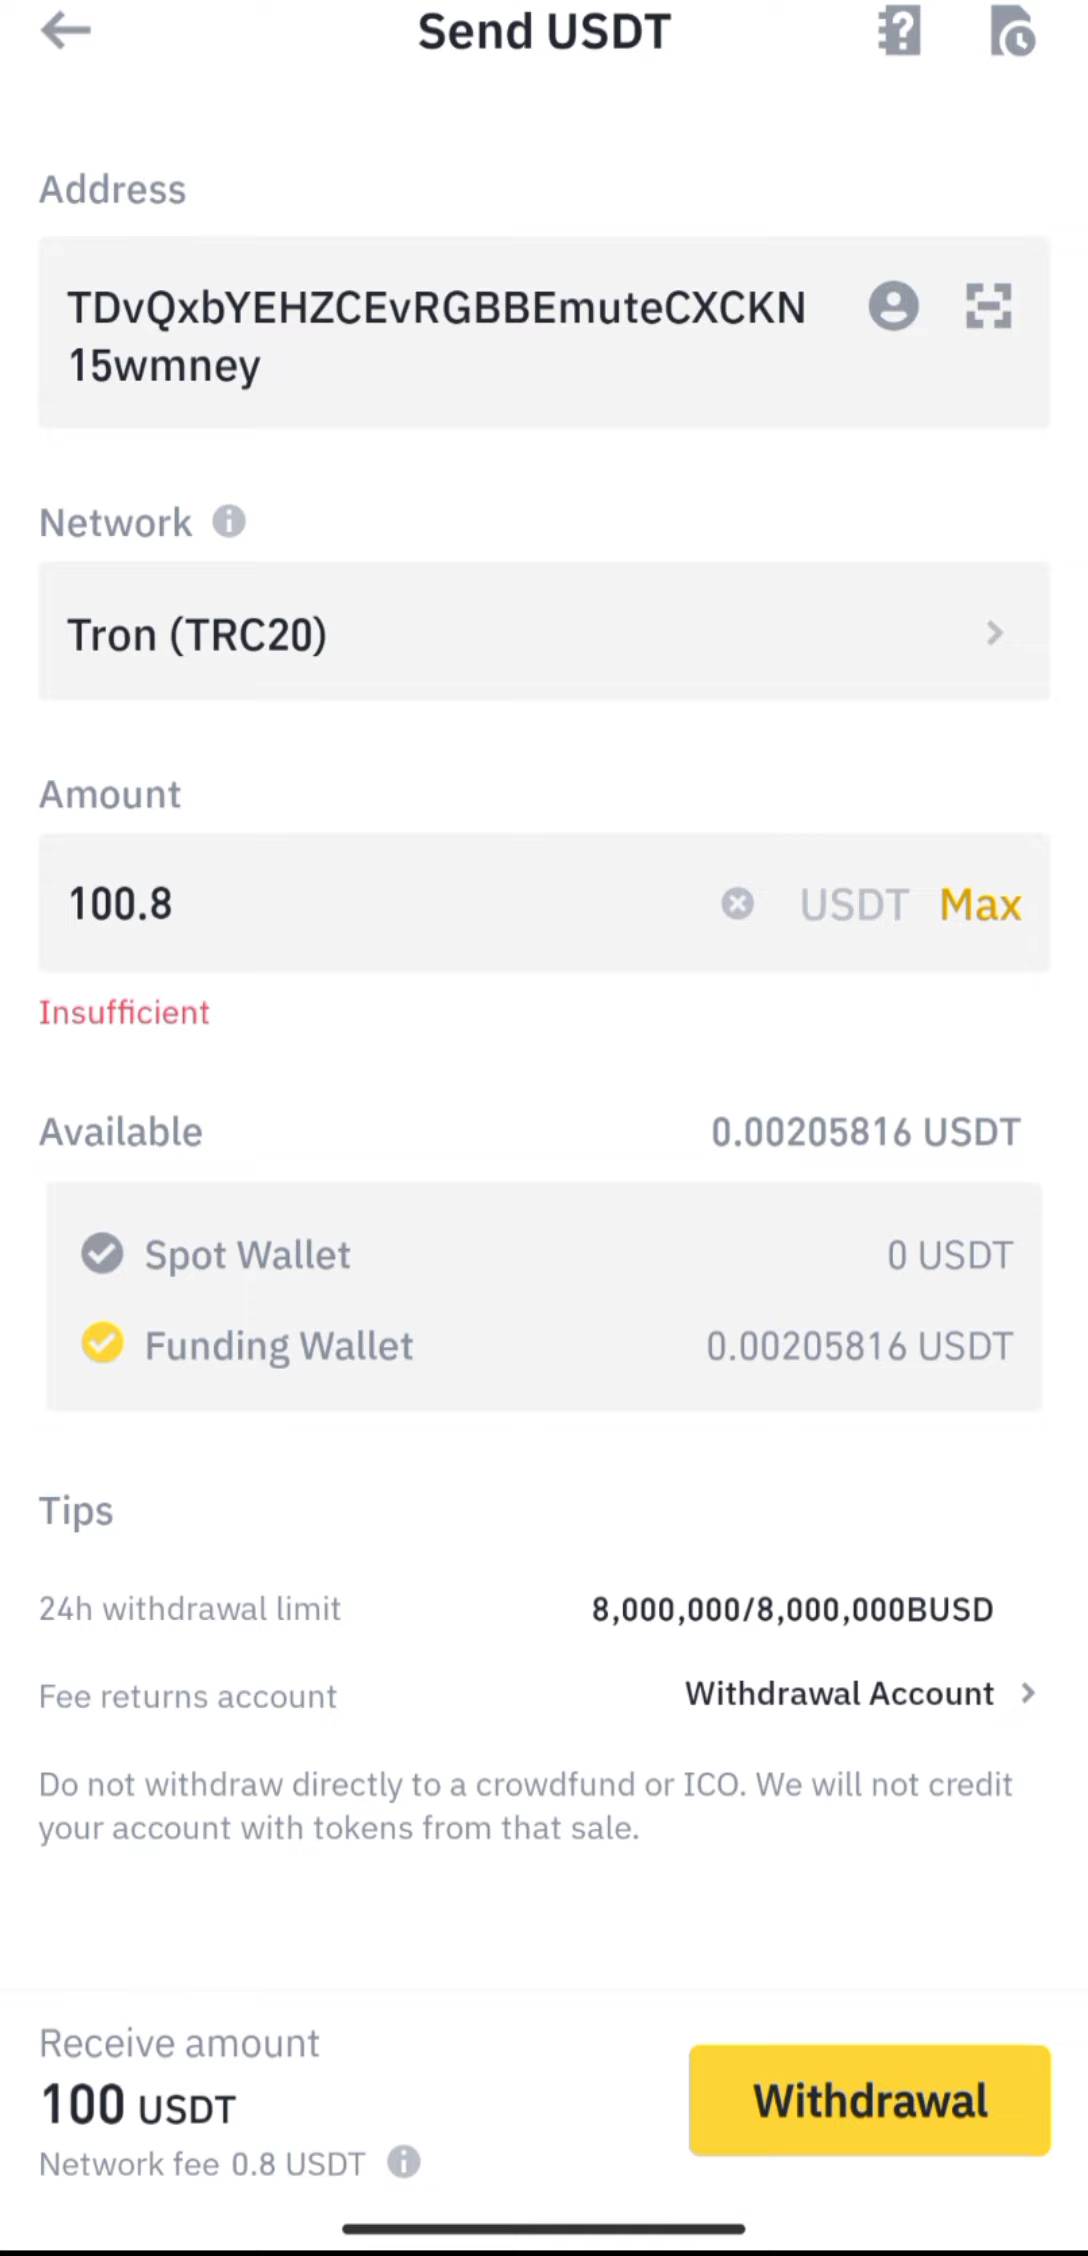 Send USDT
Address
TDvQxbYEHZCEvRGBBEmuteCXCKN
15wmney
Network
Tron (TRC20)
Amount
100.8 USDT Max
Insufficient
Available 0.00205816 USDT
Spot Wallet 0 USDT
Funding Wallet 0.00205816 USDT
Tips
24h withdrawal limit 8,000,000/8,000,000BUSD
Fee returns account Withdrawal Account
Do not withdraw directly to a crowdfund or ICO. We will not credit
your account with tokens from that sale.
Receive amount
100 USDT
Network fee 0.8 USDT
Withdrawal